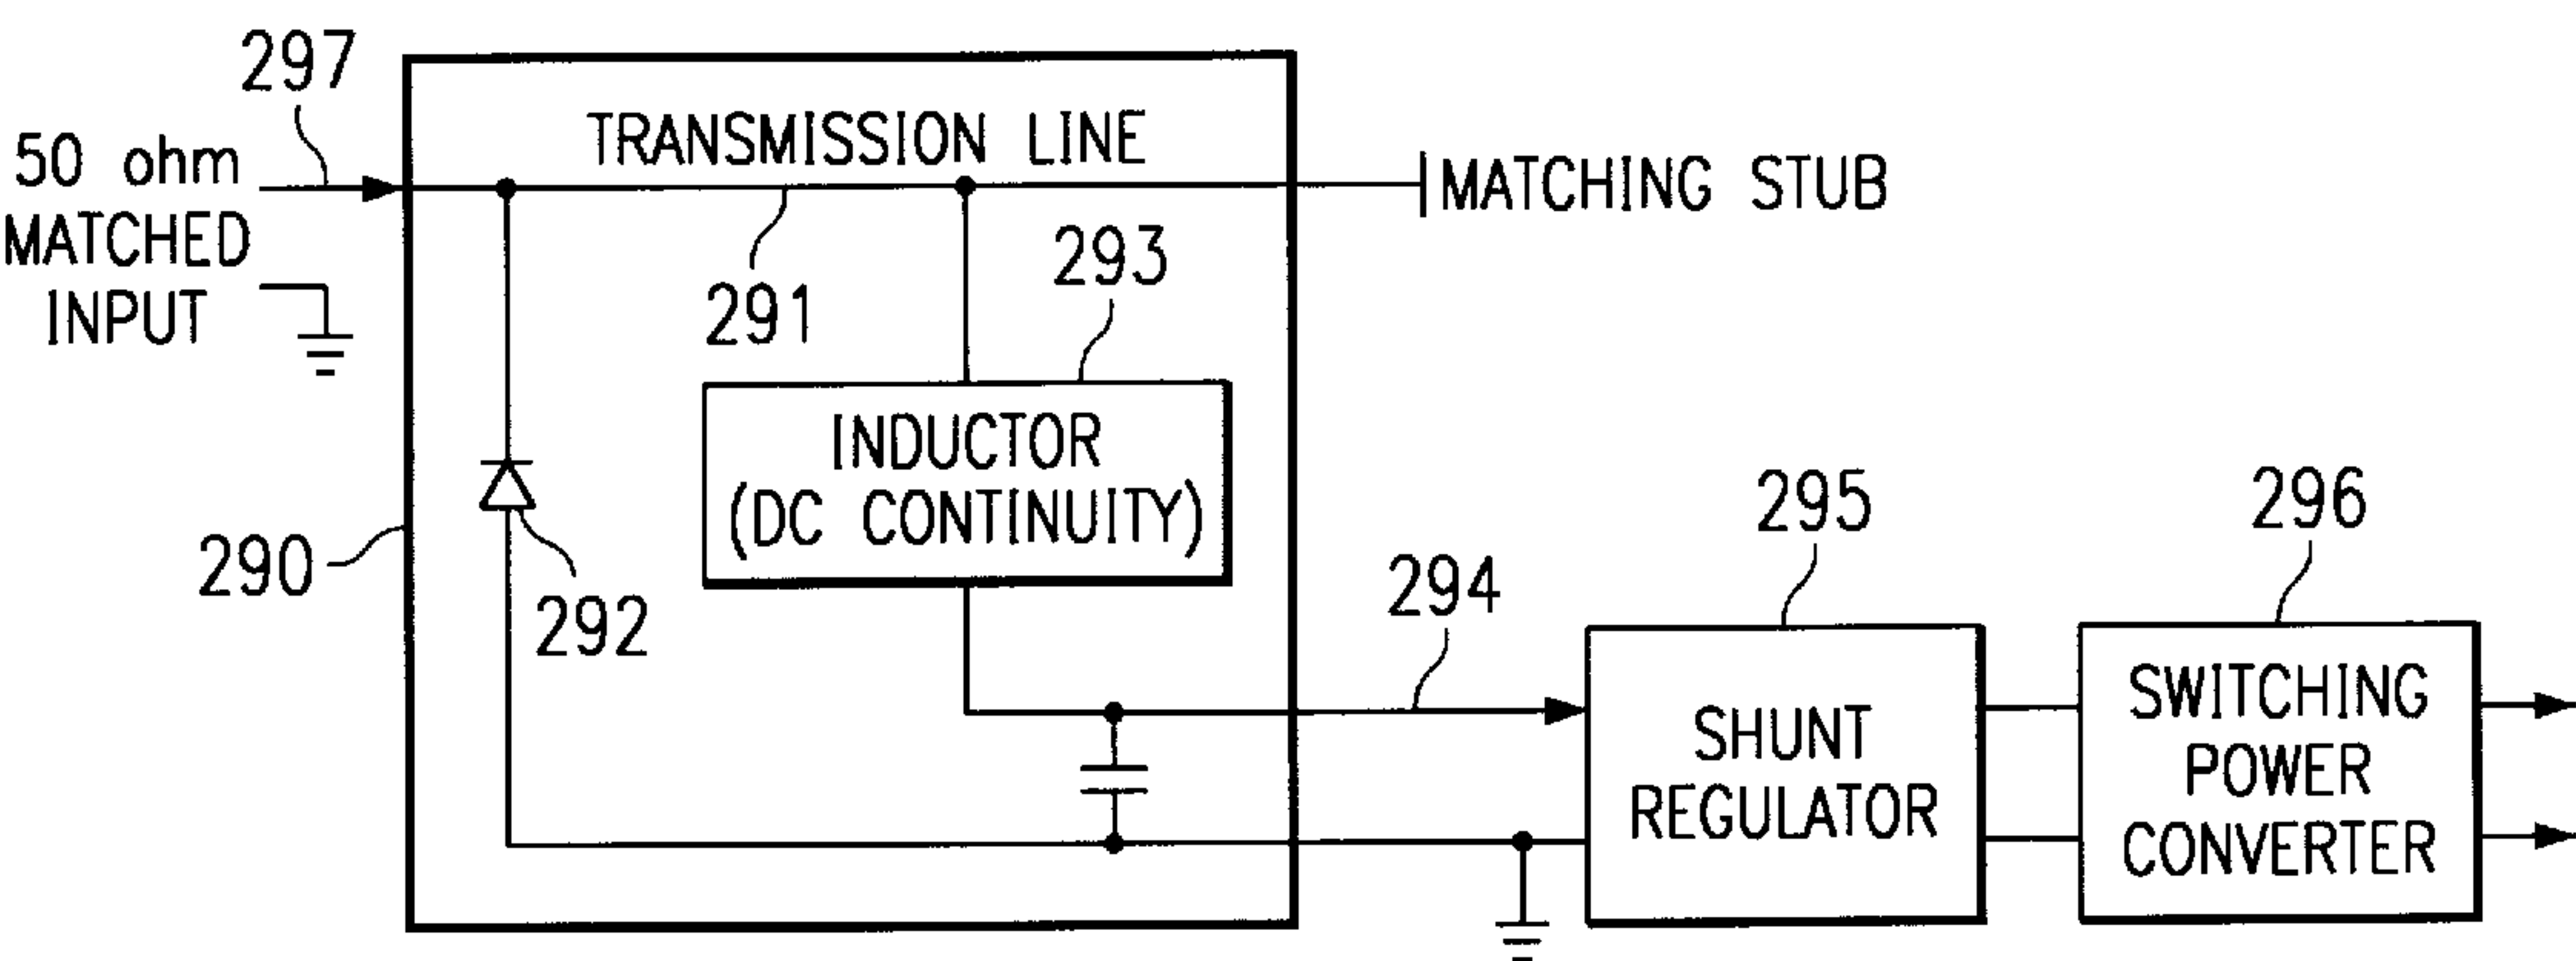 297
50 ohm
MATCHED
INPUT
TRANSMISSION LINE
MATCHING STUB
291
293
INDUCTOR
(DC CONTINUITY)
290
292
294
295
296
SHUNT
REGULATOR
SWITCHING
POWER
CONVERTER